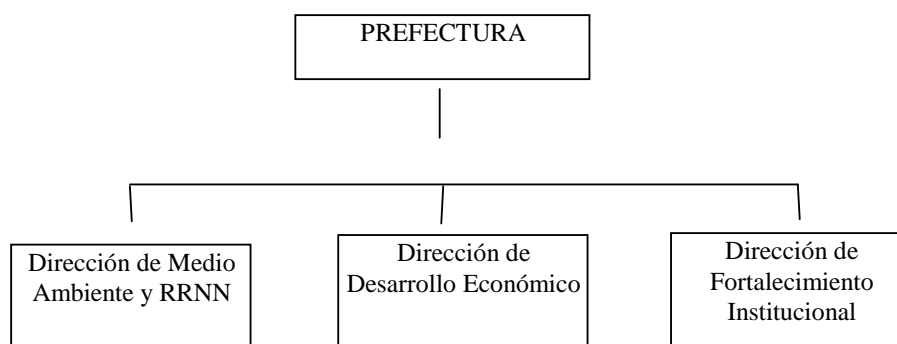 PREFECTURA
Dirección de Medio
Ambiente y RRNN
Dirección de
Desarrollo Económico
Dirección de
Fortalecimiento
Institucional